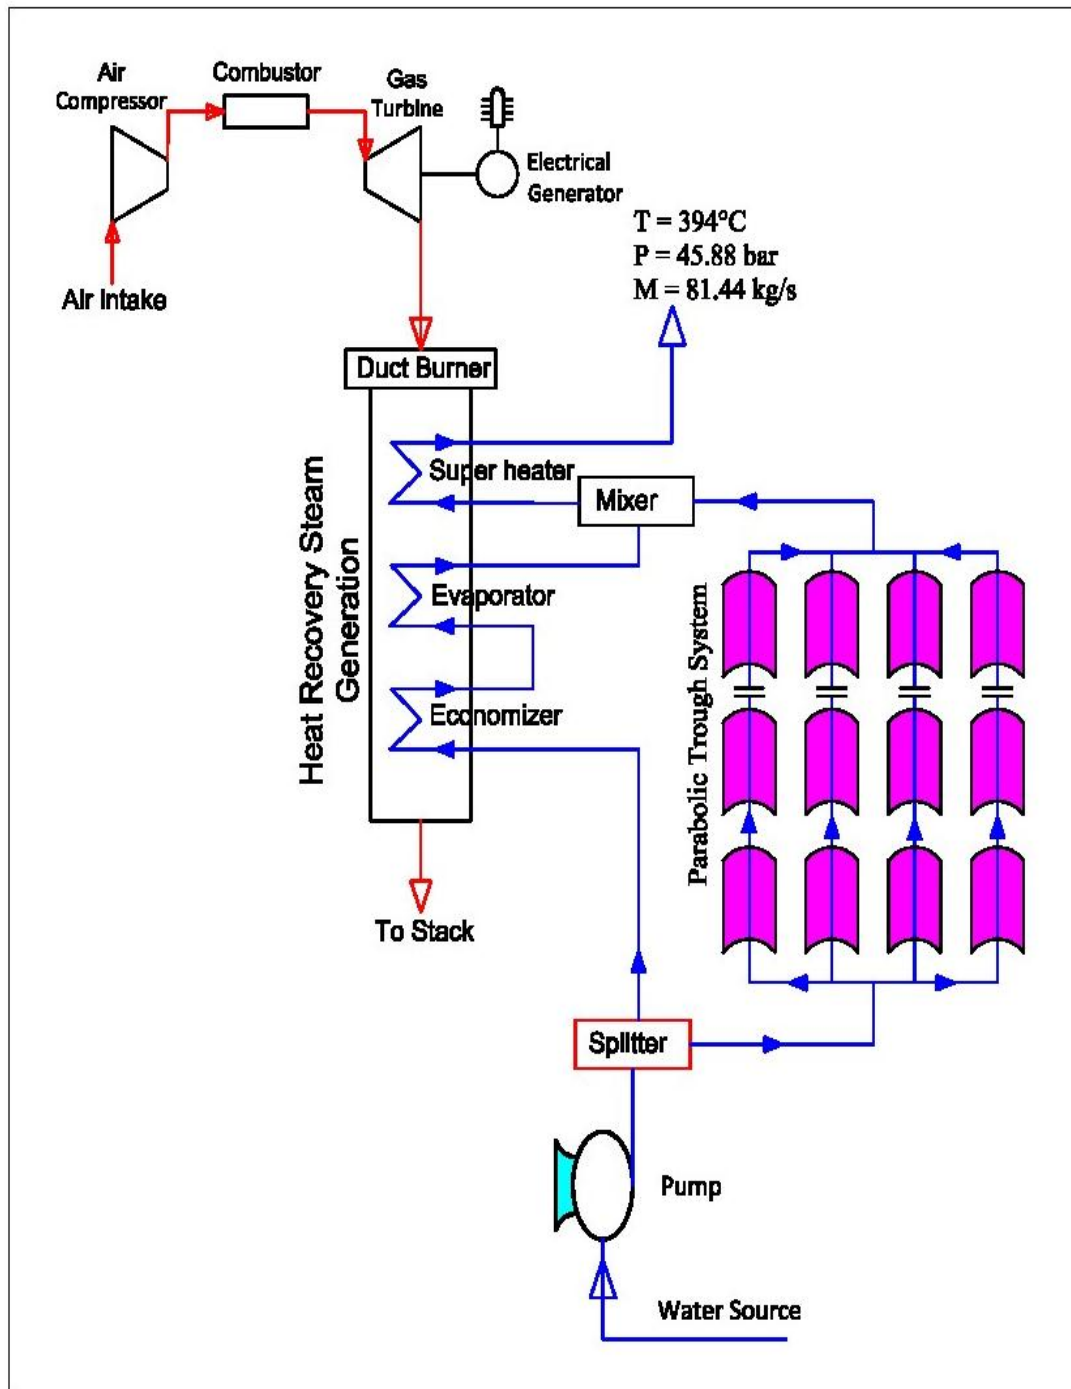 Air
Compressor
Combustor
Gas
Turbine
Electrical
Generator
Air Intake
T = 394°C
P = 45.88 bar
M = 81.44 kg/s
Duct Burner
Super heater
Mixer
Evaporator
Economizer
Heat Recovery Steam
Generation
Parabolic Trough System
To Stack
Splitter
Pump
Water Source